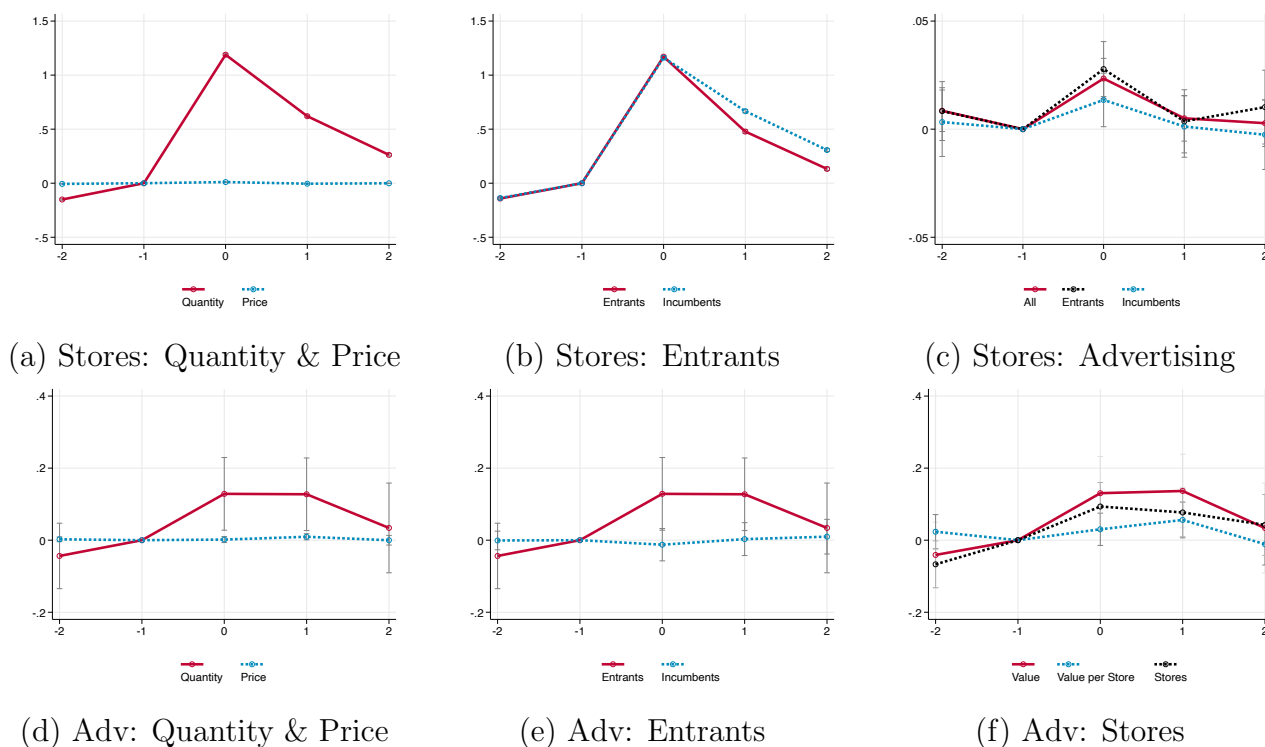 1.5
1
.5
0
-.5
-2 -1 0 1 2
Quantity Price
(a) Stores: Quantity & Price
1.5
1
.5
0
-.5
-2 -1 0 1 2
Entrants Incumbents
(b) Stores: Entrants
.05
0
-.05
-2 -1 0 1 2
All Entrants Incumbents
(c) Stores: Advertising
.4
.2
0
-.2
-2 -1 0 1 2
Quantity Price
(d) Adv: Quantity & Price
.4
.2
0
-.2
-2 -1 0 1 2
Entrants Incumbents
(e) Adv: Entrants
.4
.2
0
-.2
-2 -1 0 1 2
Value Value per Store Stores
(f) Adv: Stores